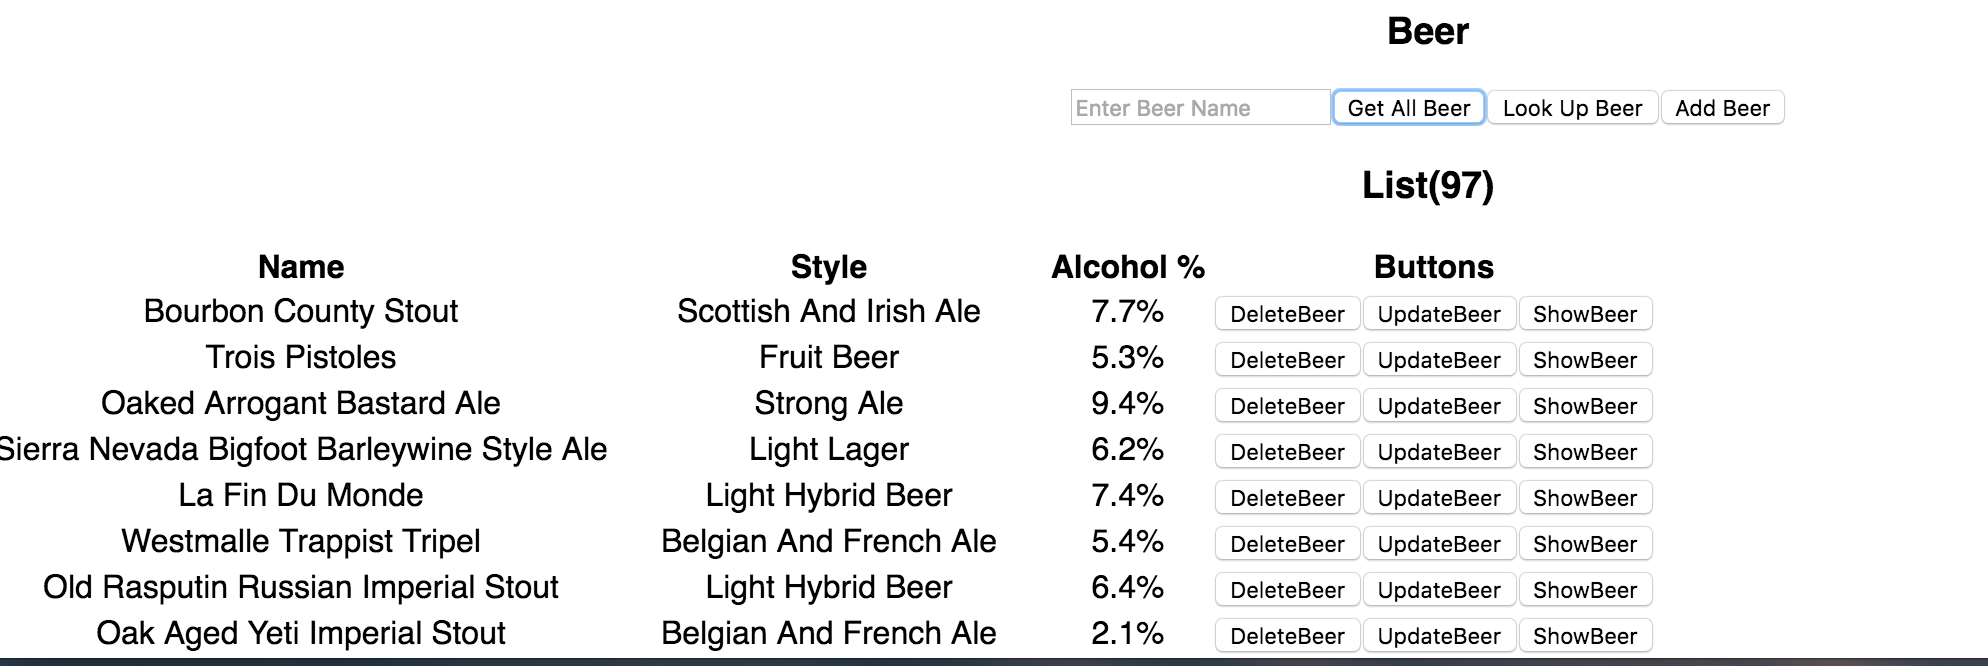 Beer
Enter Beer Name Get All Beer Look Up Beer Add Beer
List(97)
Name Style Alcohol % Buttons
Bourbon County Stout Scottish And Irish Ale 7.7% DeleteBeer UpdateBeer ShowBeer
Trois Pistoles Fruit Beer 5.3% DeleteBeer UpdateBeer ShowBeer
Oaked Arrogant Bastard Ale Strong Ale 9.4% DeleteBeer UpdateBeer ShowBeer
Sierra Nevada Bigfoot Barleywine Style Ale Light Lager 6.2% DeleteBeer UpdateBeer ShowBeer
La Fin Du Monde Light Hybrid Beer 7.4% DeleteBeer UpdateBeer ShowBeer
Westmalle Trappist Tripel Belgian And French Ale 5.4% DeleteBeer UpdateBeer ShowBeer
Old Rasputin Russian Imperial Stout Light Hybrid Beer 6.4% DeleteBeer UpdateBeer ShowBeer
Oak Aged Yeti Imperial Stout Belgian And French Ale 2.1% DeleteBeer UpdateBeer ShowBeer